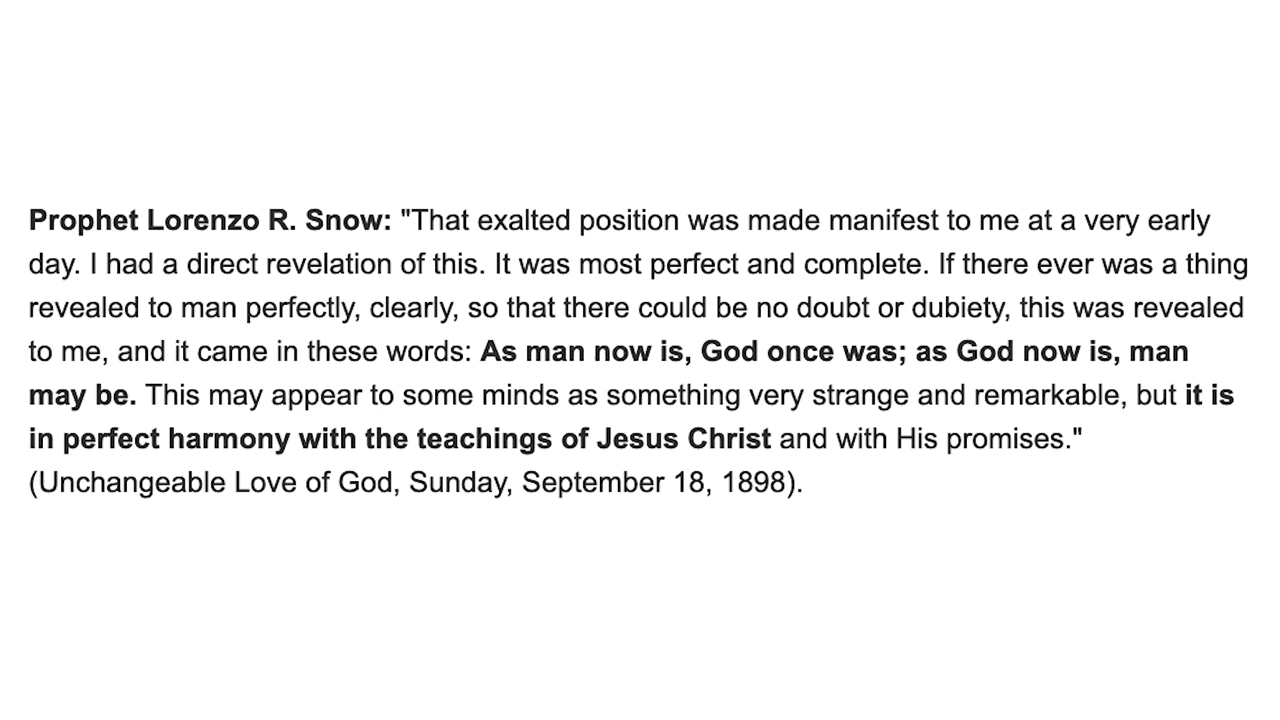 Prophet Lorenzo R. Snow: "That exalted position was made manifest to me at a very early
day. I had a direct revelation of this. It was most perfect and complete. If there ever was a thing
revealed to man perfectly, clearly, so that there could be no doubt or dubiety, this was revealed
to me, and it came in these words: As man now is, God once was; as God now is, man
may be. This may appear to some minds as something very strange and remarkable, but it is
in perfect harmony with the teachings of Jesus Christ and with His promises."
(Unchangeable Love of God, Sunday, September 18, 1898).